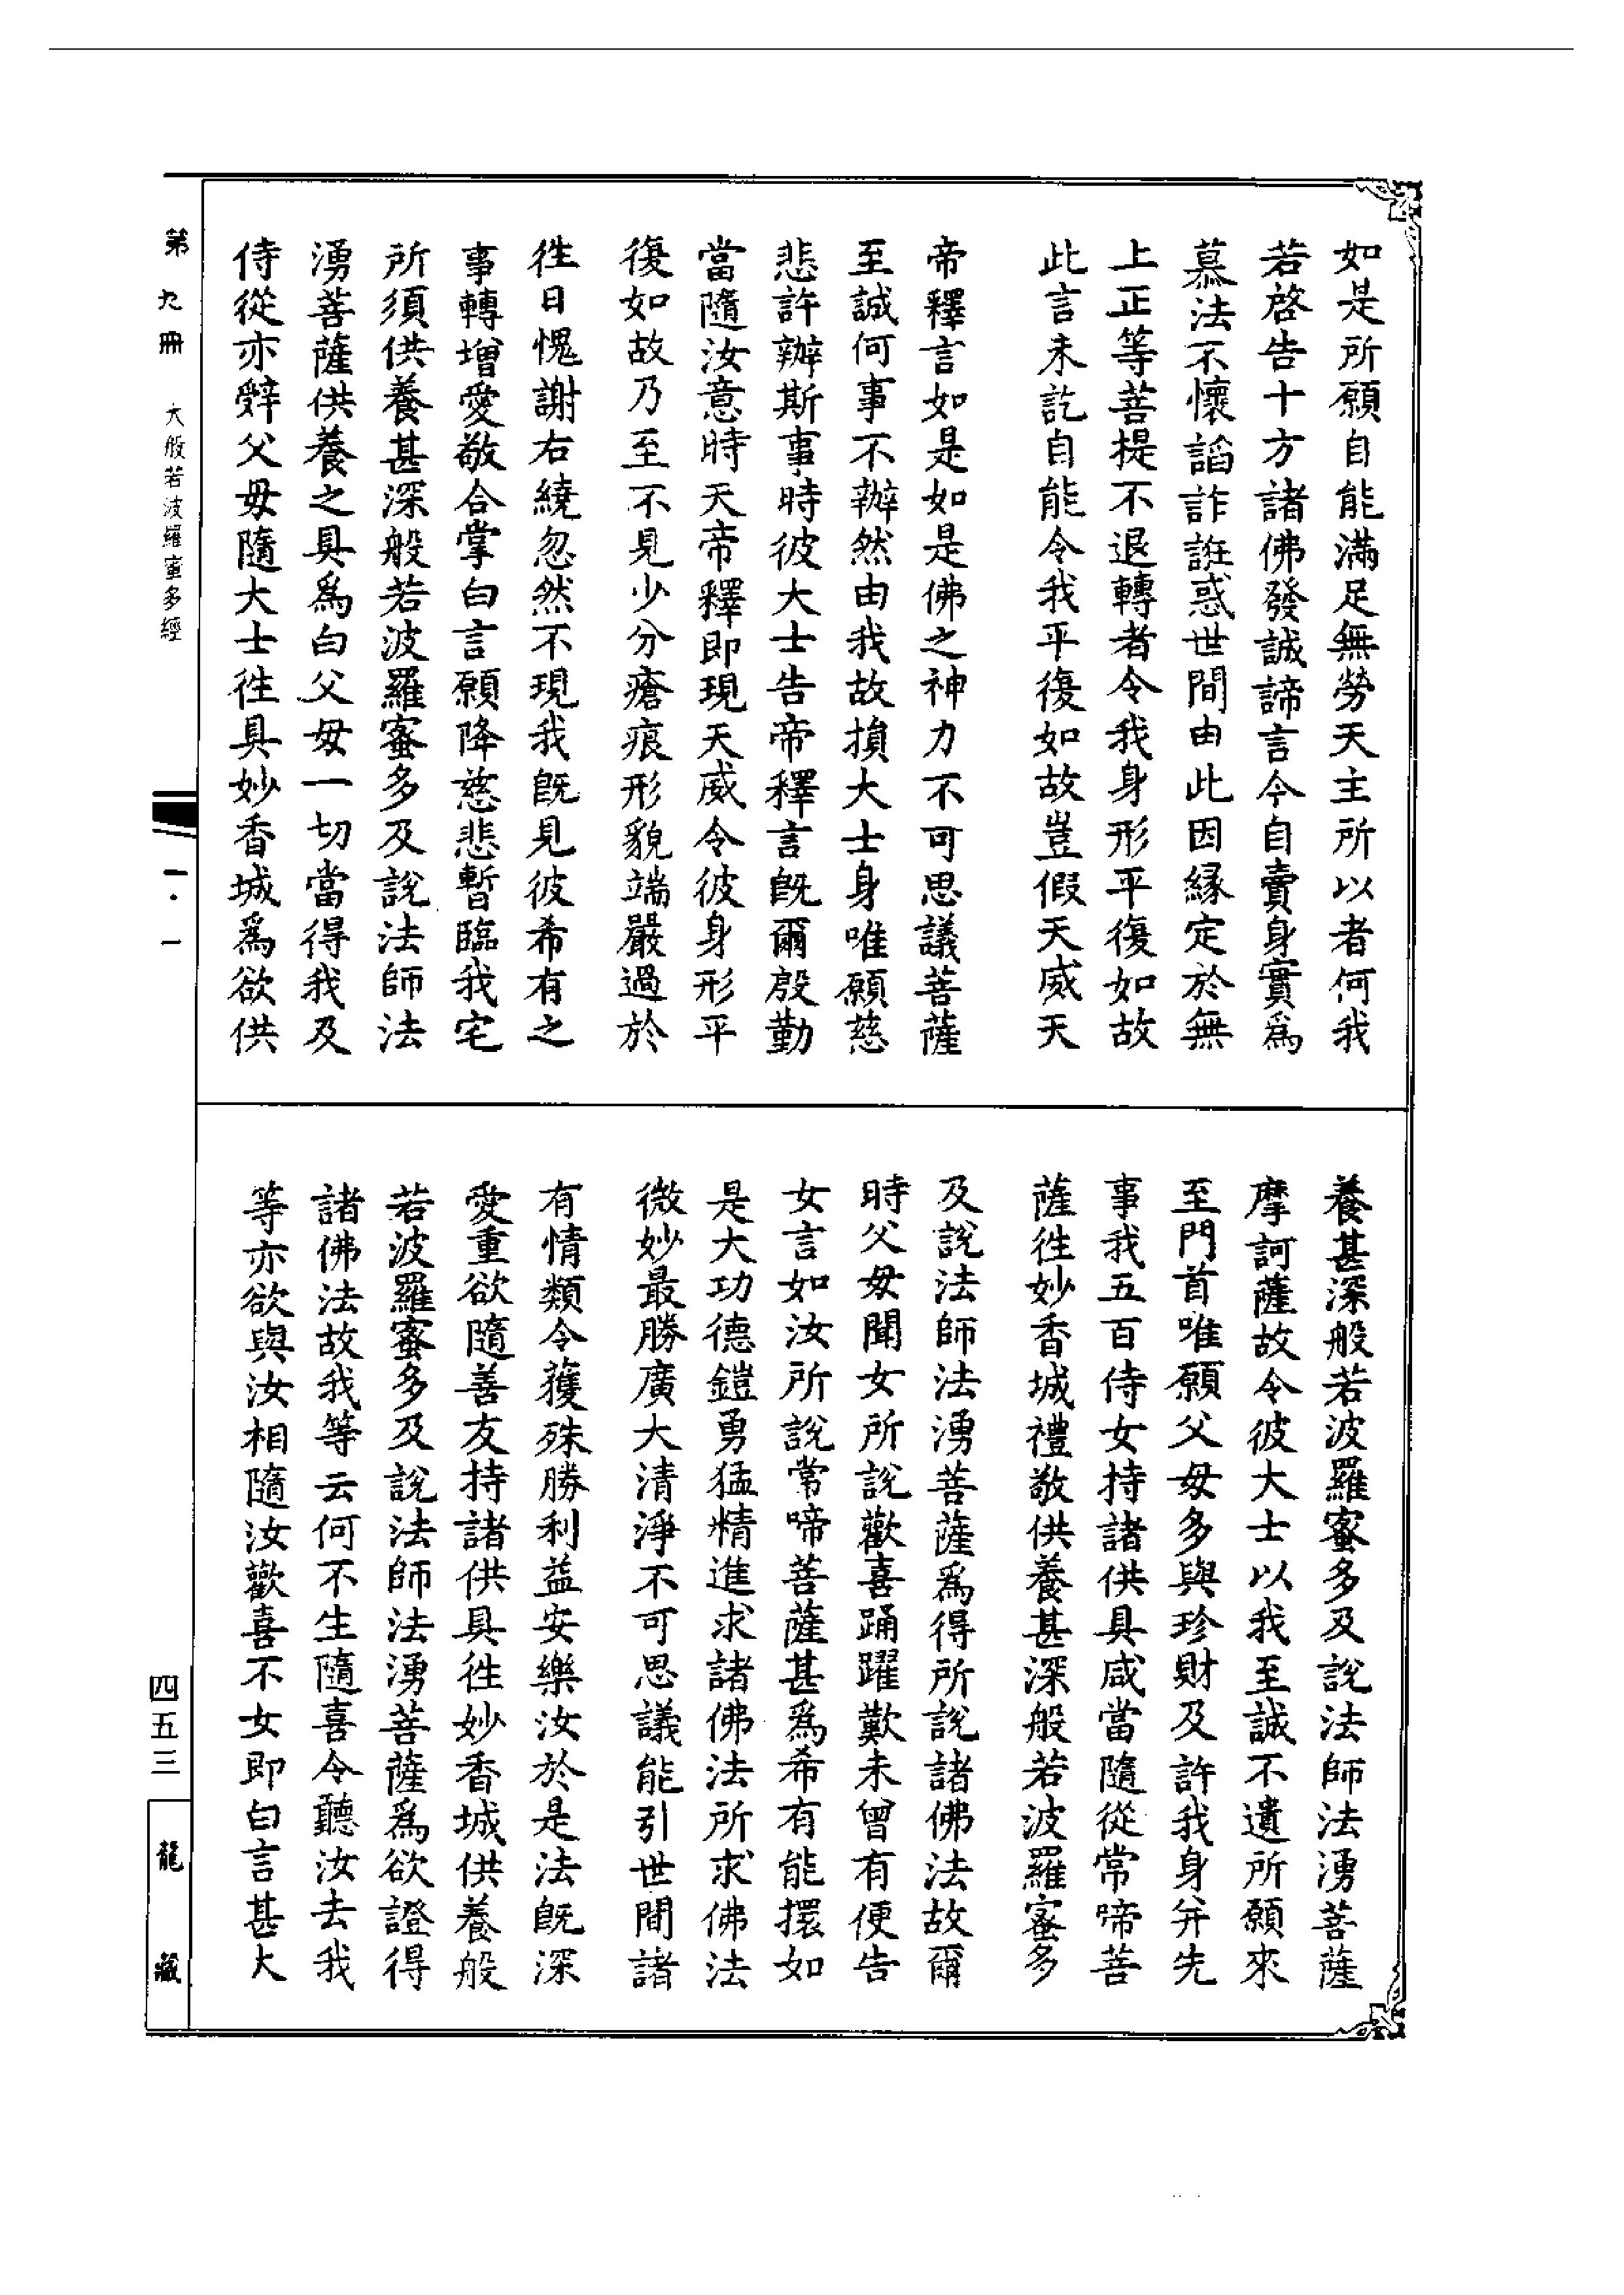 如是所願自能滿足無勞天主所以者何我
若啓告十方諸佛發誠諦言今自賣身實爲
慕法不懷諂詐誑惑世間由此因緣定於無
上正等菩提不退轉者令我身形平復如故
此言未訖自能令我平復如故豈假天威天
帝釋言如是如是佛之神力不可思議菩薩
至誠何事不辦然由我故損大士身唯願慈
悲許辦斯事時彼大士告帝釋言旣爾殷勤
當隨汝意時天帝釋即現天威令彼身形平
復如故乃至不見少分瘡痕形貌端嚴過於
徃日愧謝右繞忽然不現我旣見彼希有之
事轉增愛敬合掌白言願降慈悲暫臨我宅
所須供養甚深般若波羅蜜多及說法師法
湧菩薩供養之具爲白父母一切當得我及
侍從亦辤父母隨大士徃具妙香城爲欲供
養甚深般若波羅蜜多及說法師法湧菩薩
摩訶薩故令彼大士以我至誠不遺所願來
至門首唯願父母多與珍財及許我身并先
事我五百侍女持諸供具咸當隨從常啼菩
薩徃妙香城禮敬供養甚深般若波羅蜜多
及說法師法湧菩薩爲得所說諸佛法故爾
時父母聞女所說歡喜踊躍歎未曾有便告
女言如汝所說常啼菩薩甚爲希有能擐如
是大功德鎧勇猛精進求諸佛法所求佛法
微妙最勝廣大清淨不可思議能引世間諸
有情類令獲殊勝利益安樂汝於是法旣深
愛重欲隨善友持諸供具徃妙香城供養般
若波羅蜜多及說法師法湧菩薩爲欲證得
諸佛法故我等云何不生隨喜令聽汝去我
等亦欲與汝相隨汝歡喜不女即白言甚大
第九冊 大般若波羅蜜多經 一·一
四五三
龍藏